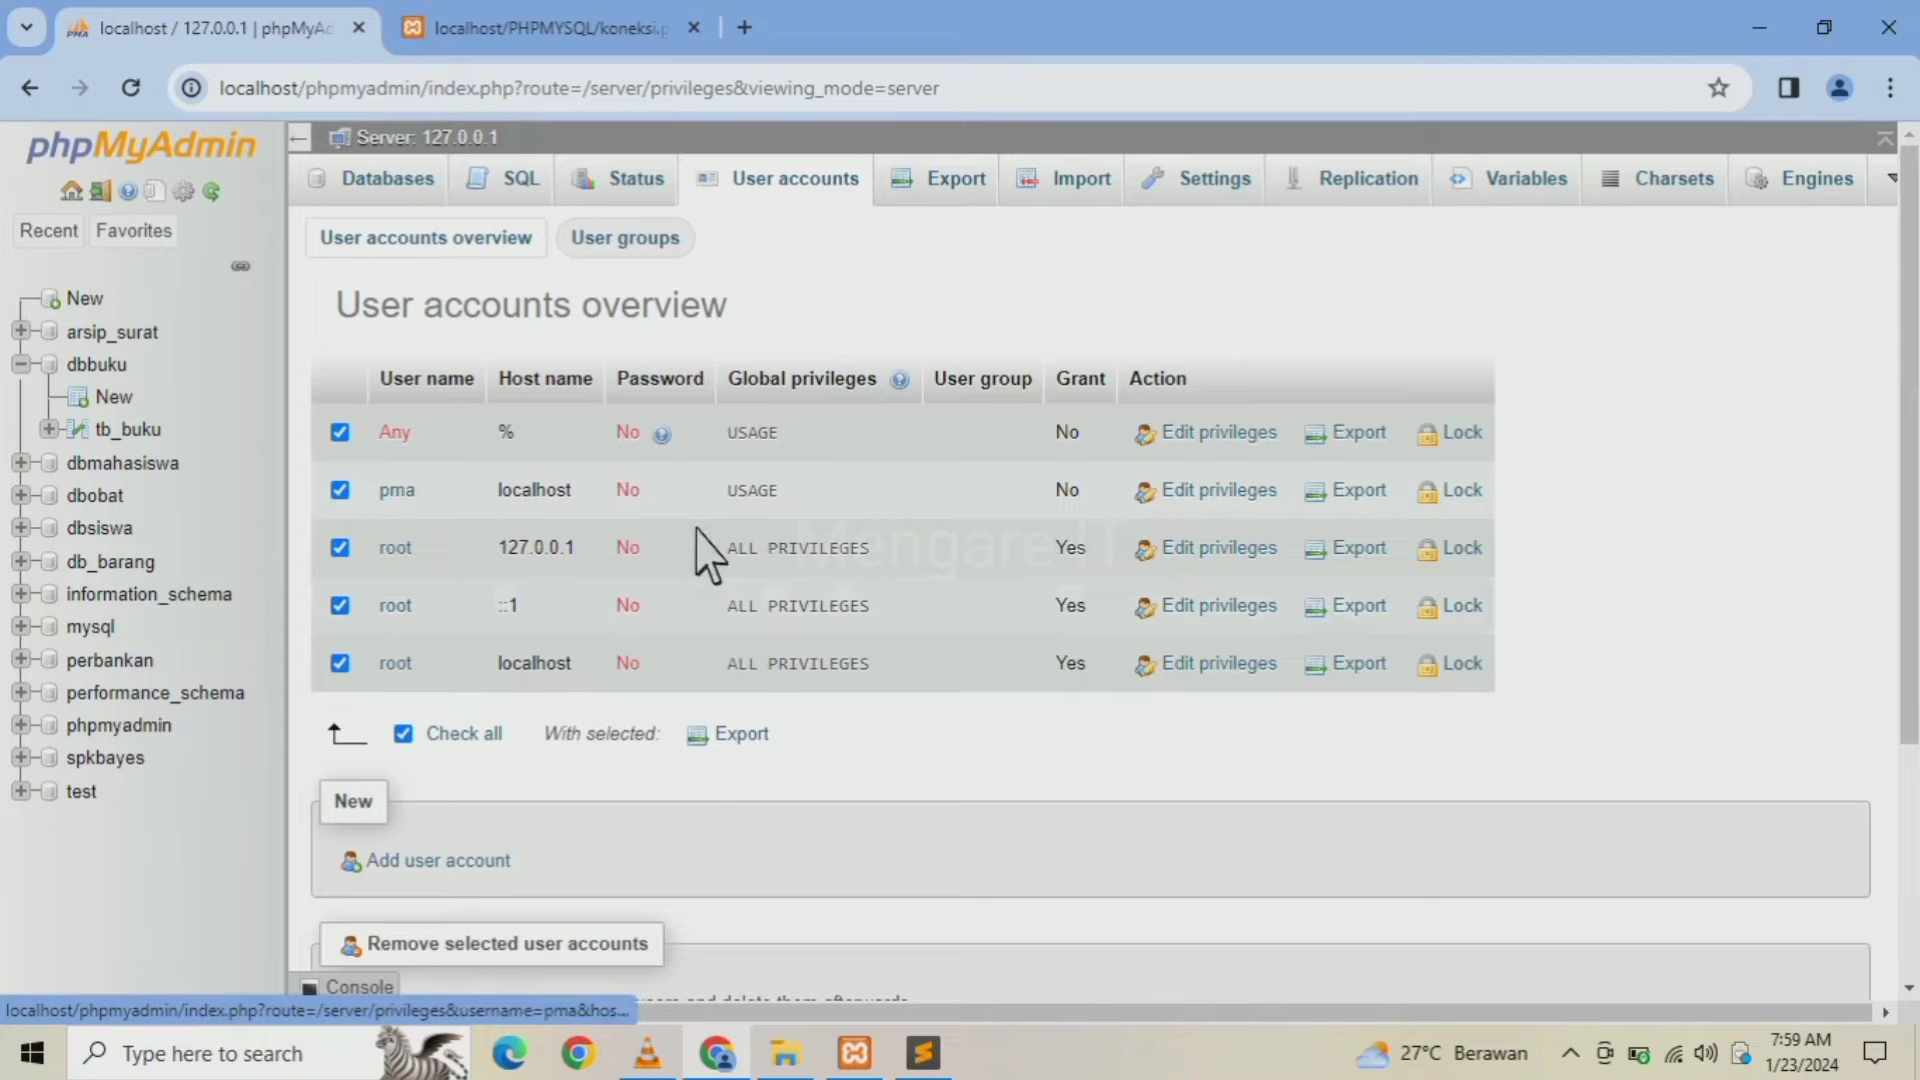 localhost / 127.0.0.1 | phpMyAd
localhost/PHPMYSQL/koneksi.p
localhost/phpmyadmin/index.php?route=/server/privileges&viewing_mode=server
phpMyAdmin
Recent Favorites
New
arsip_surat
dbbuku
New
tb_buku
dbmahasiswa
dbobat
dbsiswa
db_barang
information_schema
mysql
perbankan
performance_schema
phpmyadmin
spkbayes
test
Server: 127.0.0.1
Databases SQL Status User accounts Export Import Settings Replication Variables Charsets Engines
User accounts overview User groups
User accounts overview
User name Host name Password Global privileges User group Grant Action
Any % No USAGE No Edit privileges Export Lock
pma localhost No USAGE No Edit privileges Export Lock
root 127.0.0.1 No ALL PRIVILEGES Yes Edit privileges Export Lock
root ::1 No ALL PRIVILEGES Yes Edit privileges Export Lock
root localhost No ALL PRIVILEGES Yes Edit privileges Export Lock
Mengare IT
Check all With selected: Export
New
Add user account
Remove selected user accounts
Console
localhost/phpmyadmin/index.php?route=/server/privileges&username=pma&hos...
Type here to search
27°C Berawan
7:59 AM
1/23/2024